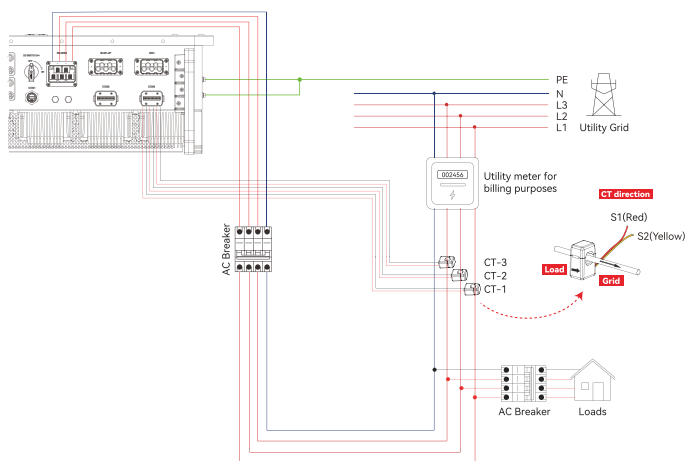 PE
N
L3
L2
L1
Utility Grid
002456
Utility meter for
billing purposes
CT direction
S1(Red)
S2(Yellow)
Load
Grid
AC Breaker
CT-3
CT-2
CT-1
AC Breaker
Loads